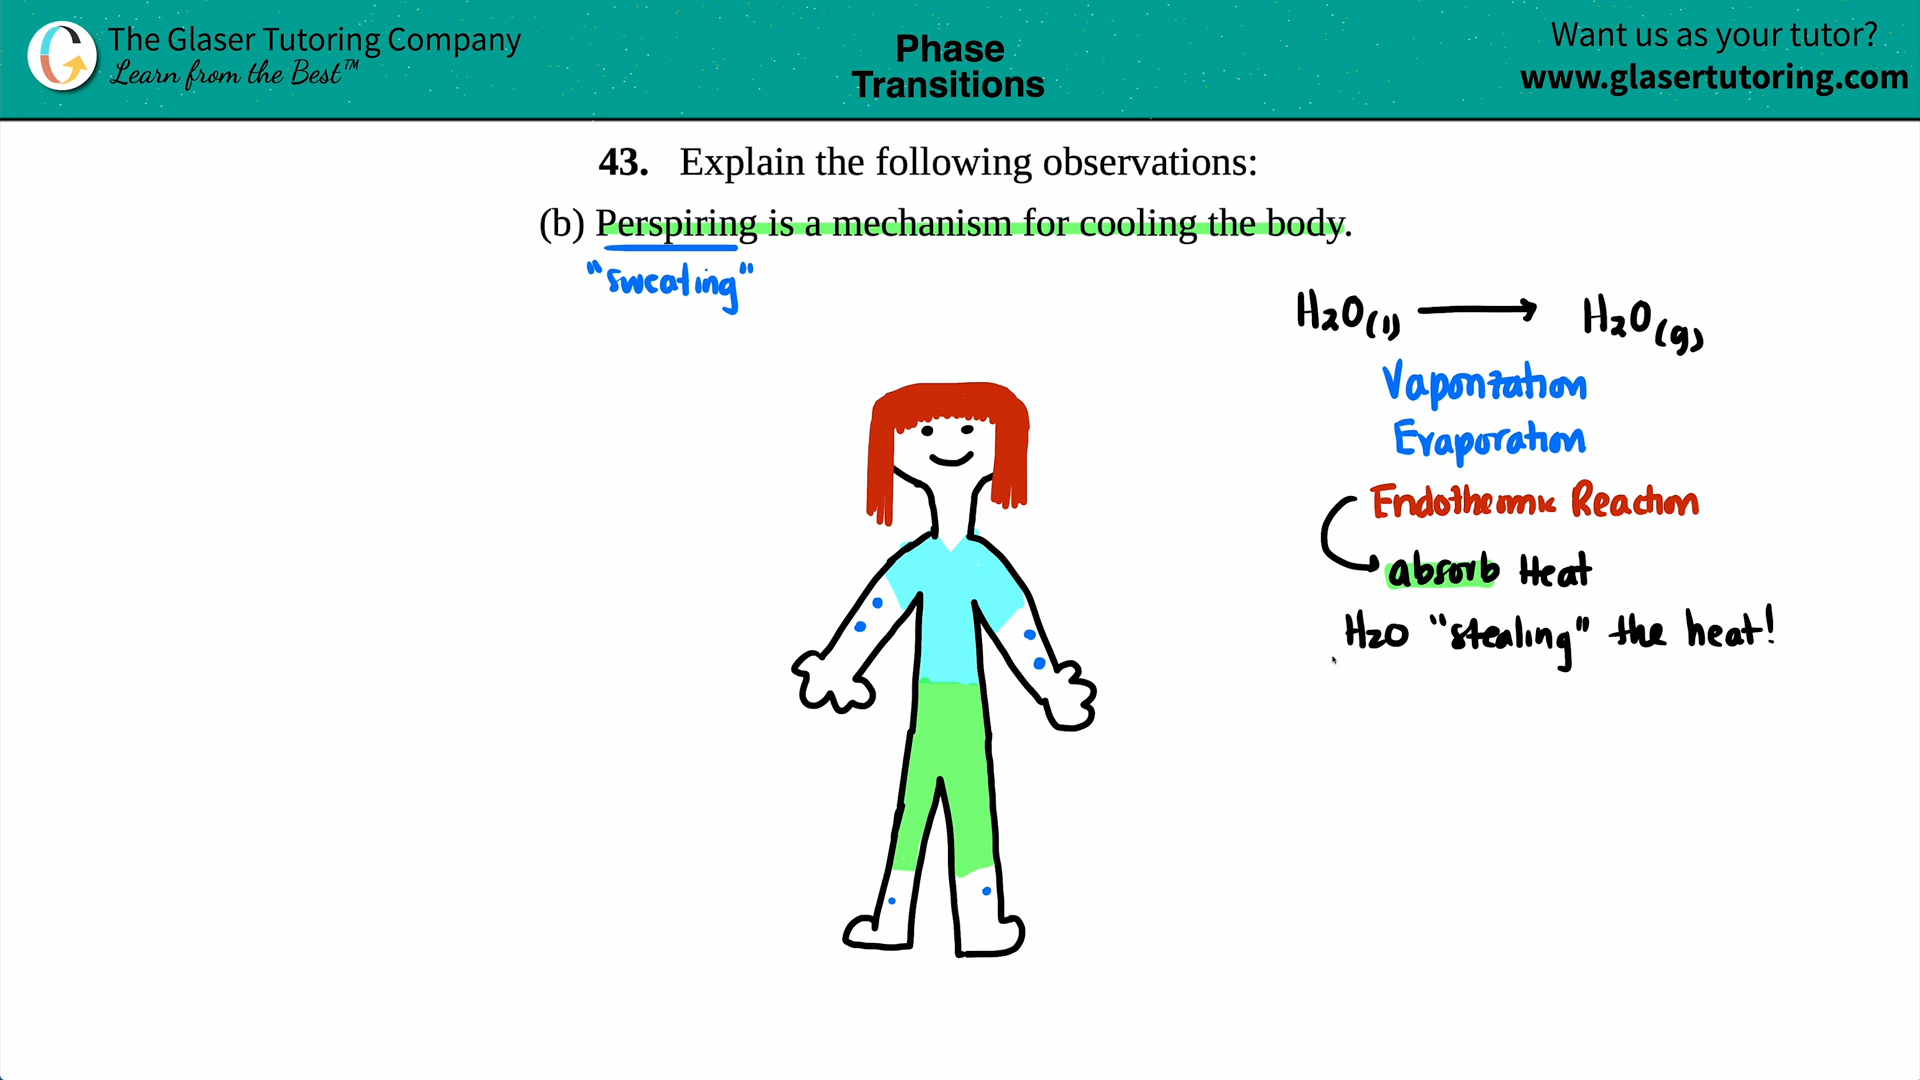 The Glaser Tutoring Company
Learn from the Best™
Phase
Transitions
Want us as your tutor?
www.glasertutoring.com
43. Explain the following observations:
(b) Perspiring is a mechanism for cooling the body.
"sweating"
H2O(l) → H2O(g)
Vaporization
Evaporation
Endothermic Reaction
absorb Heat
H2O "stealing" the heat!